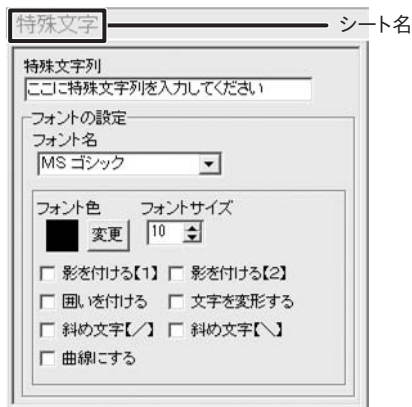 特殊文字 シート名
特殊文字列
ここに特殊文字列を入力してください
フォントの設定
フォント名
MS ゴシック
フォント色 フォントサイズ
変更 10
影を付ける【1】 影を付ける【2】
囲いを付ける 文字を変形する
斜め文字【／】 斜め文字【＼】
曲線にする